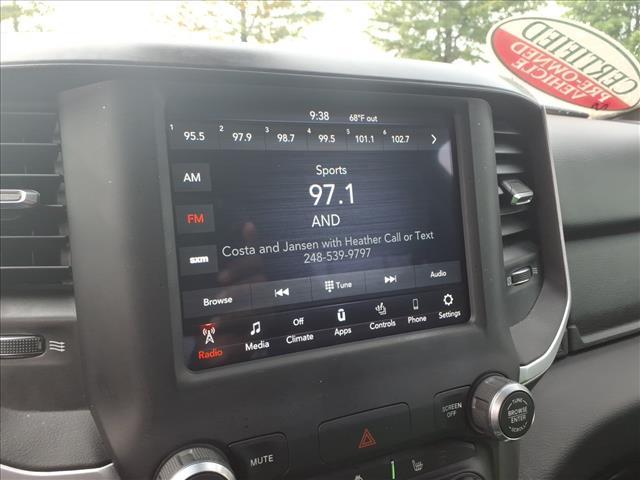 9:38 68°F out
1 95.5 2 97.9 3 98.7 4 99.5 5 101.1 6 102.7
CERTIFIED
PRE-OWNED
VEHICLE
AM
Sports
97.1
FM
AND
Costa and Jansen with Heather Call or Text
248-539-9797
sxm
Browse Tune Audio
Radio Media Off Climate Apps Controls Phone Settings
SCREEN
OFF
TUNE
BROWSE
ENTER
SCROLL
MUTE